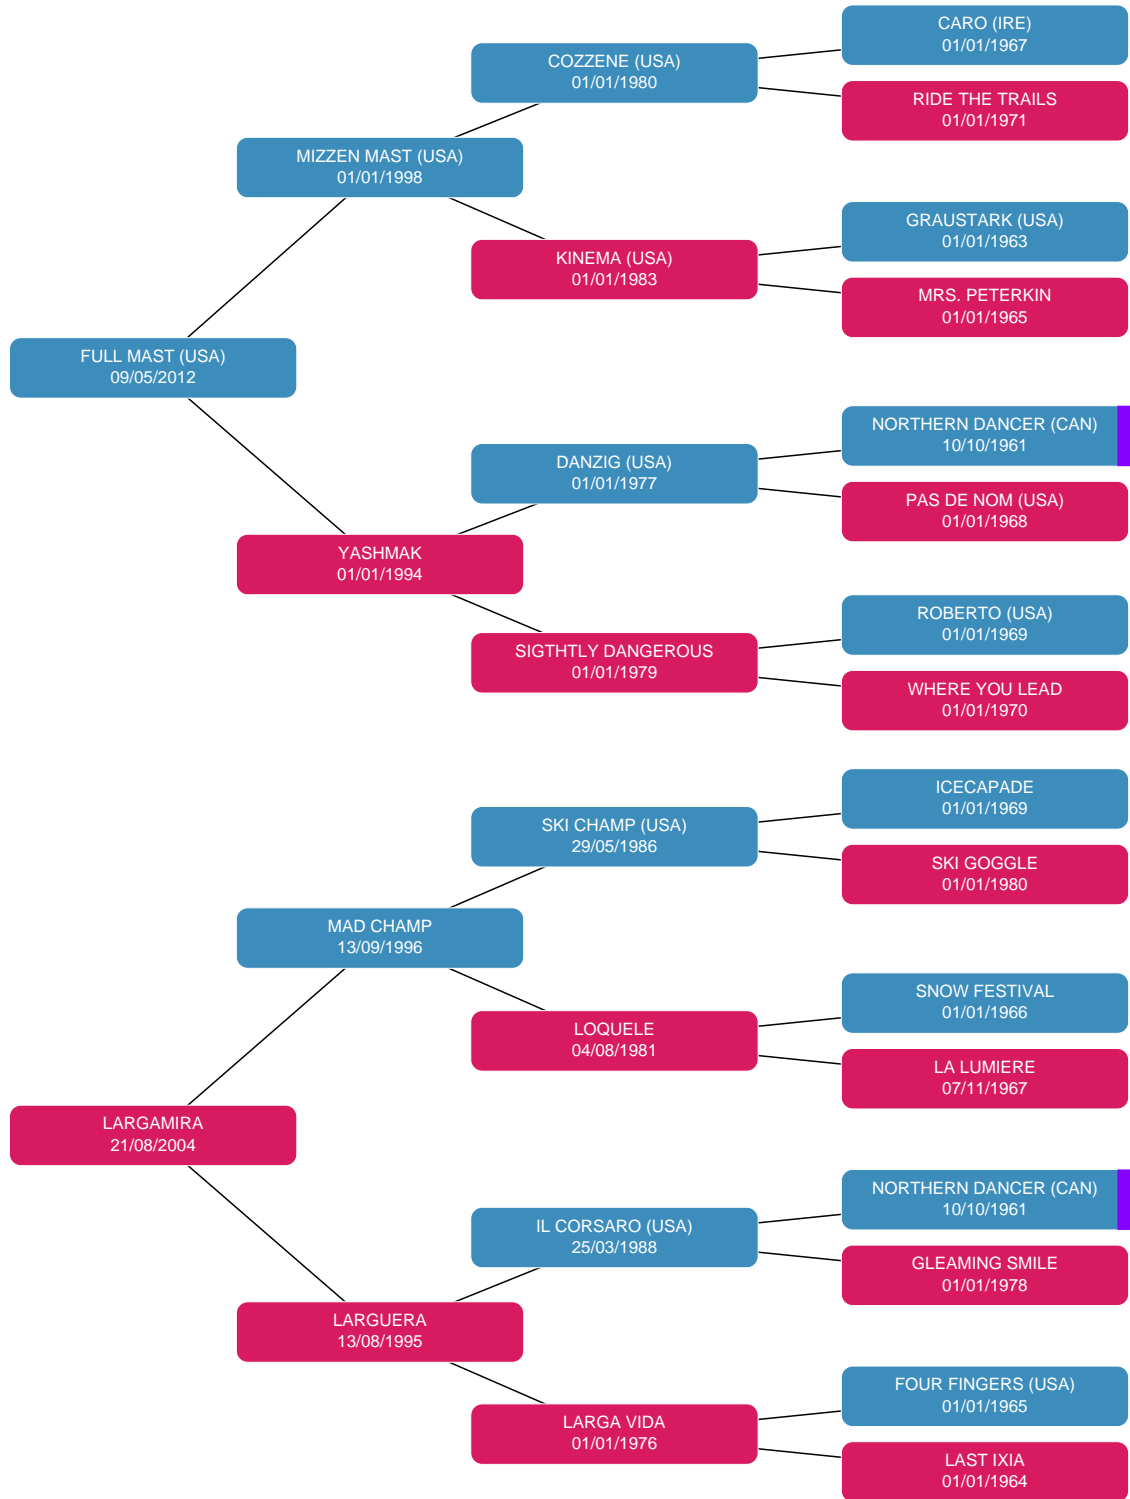 CARO (IRE)
01/01/1967
COZZENE (USA)
01/01/1980
RIDE THE TRAILS
01/01/1971
MIZZEN MAST (USA)
01/01/1998
GRAUSTARK (USA)
01/01/1963
KINEMA (USA)
01/01/1983
MRS. PETERKIN
01/01/1965
FULL MAST (USA)
09/05/2012
NORTHERN DANCER (CAN)
10/10/1961
DANZIG (USA)
01/01/1977
PAS DE NOM (USA)
01/01/1968
YASHMAK
01/01/1994
ROBERTO (USA)
01/01/1969
SIGTHTLY DANGEROUS
01/01/1979
WHERE YOU LEAD
01/01/1970
ICECAPADE
01/01/1969
SKI CHAMP (USA)
29/05/1986
SKI GOGGLE
01/01/1980
MAD CHAMP
13/09/1996
SNOW FESTIVAL
01/01/1966
LOQUELE
04/08/1981
LA LUMIERE
07/11/1967
LARGAMIRA
21/08/2004
NORTHERN DANCER (CAN)
10/10/1961
IL CORSARO (USA)
25/03/1988
GLEAMING SMILE
01/01/1978
LARGUERA
13/08/1995
FOUR FINGERS (USA)
01/01/1965
LARGA VIDA
01/01/1976
LAST IXIA
01/01/1964